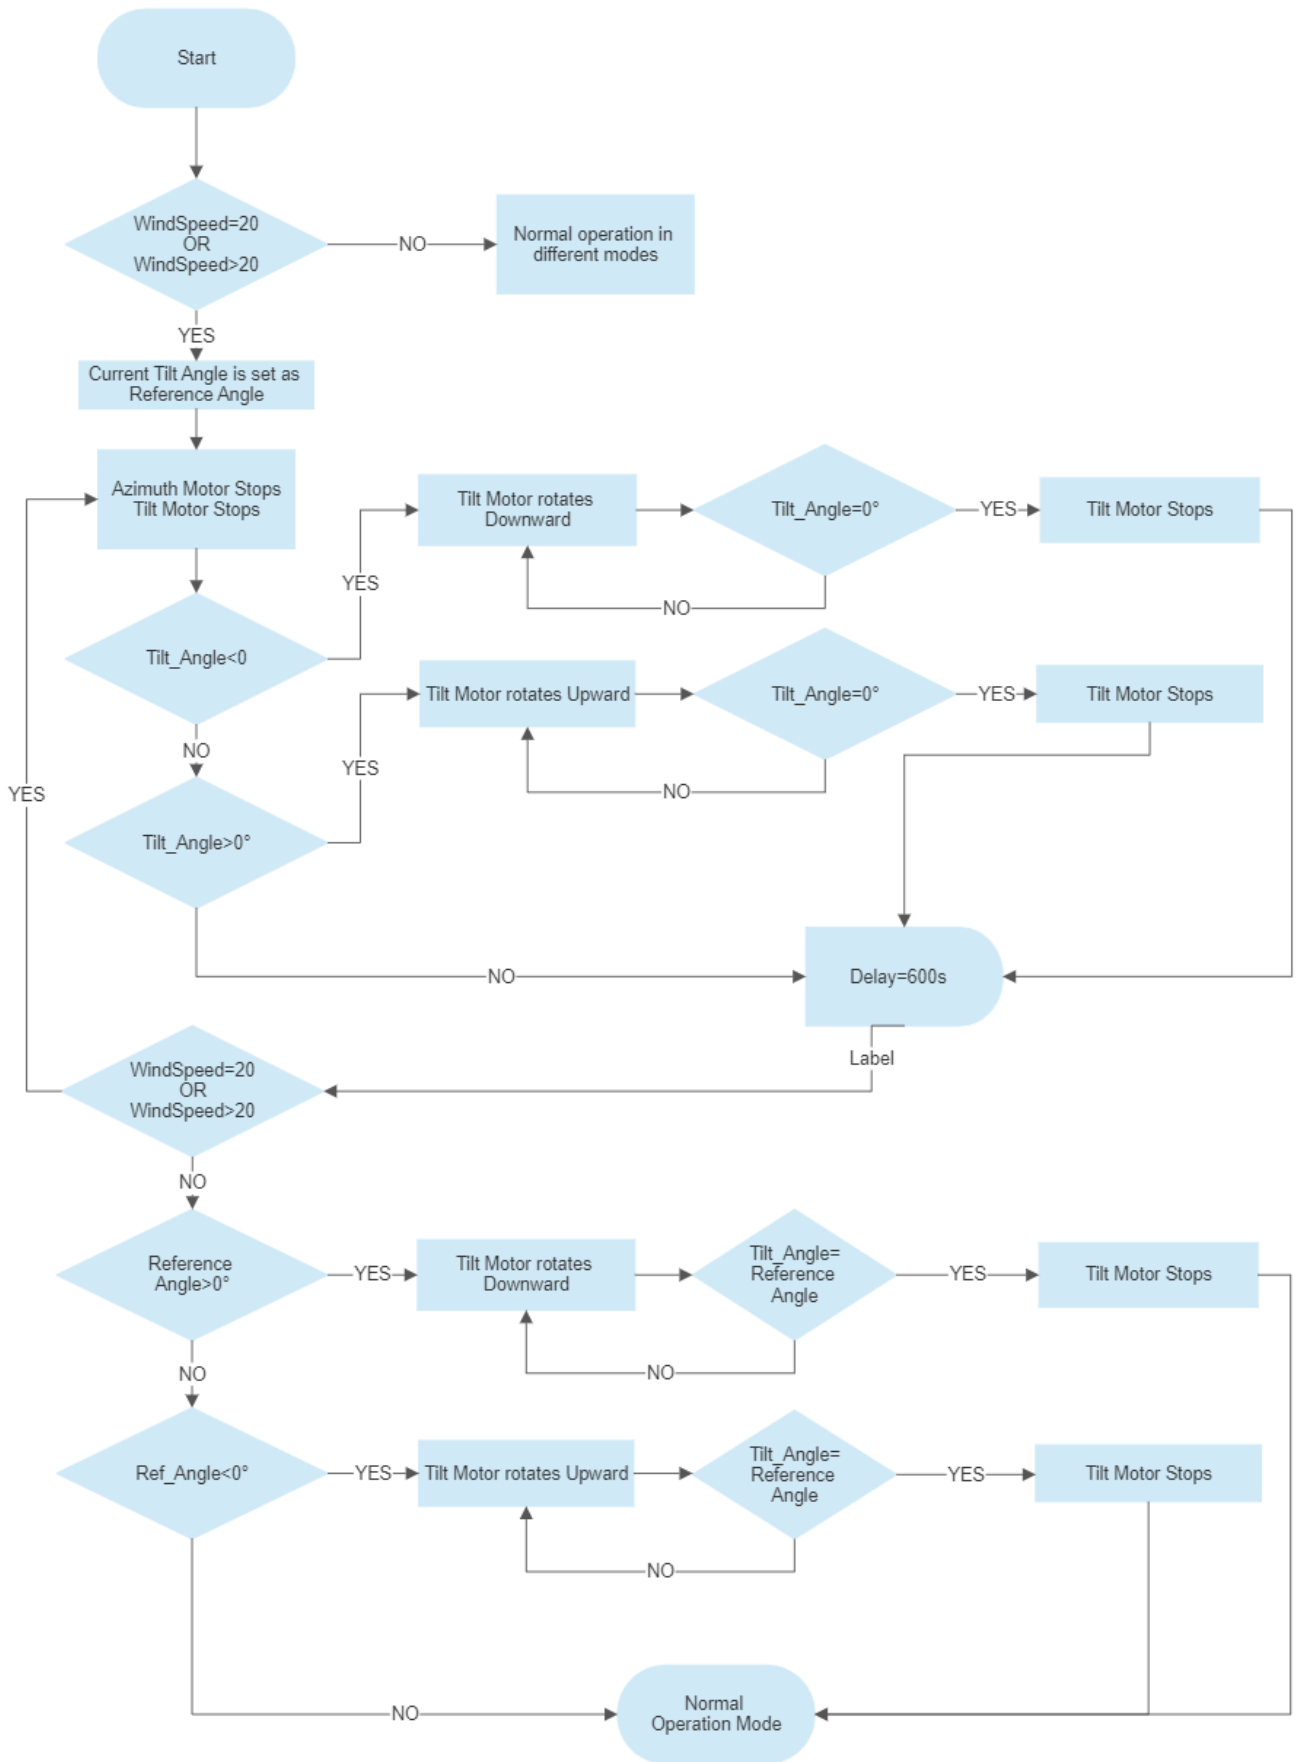 Start
WindSpeed=20
OR
WindSpeed>20
NO
Normal operation in
different modes
YES
Current Tilt Angle is set as
Reference Angle
Azimuth Motor Stops
Tilt Motor Stops
Tilt Motor rotates
Downward
Tilt_Angle=0°
YES
Tilt Motor Stops
YES
NO
Tilt_Angle<0
Tilt Motor rotates Upward
Tilt_Angle=0°
YES
Tilt Motor Stops
NO
YES
NO
YES
Tilt_Angle>0°
NO
Delay=600s
Label
WindSpeed=20
OR
WindSpeed>20
NO
Reference
Angle>0°
YES
Tilt Motor rotates
Downward
Tilt_Angle=
Reference
Angle
YES
Tilt Motor Stops
NO
NO
Ref_Angle<0°
YES
Tilt Motor rotates Upward
Tilt_Angle=
Reference
Angle
YES
Tilt Motor Stops
NO
NO
Normal
Operation Mode